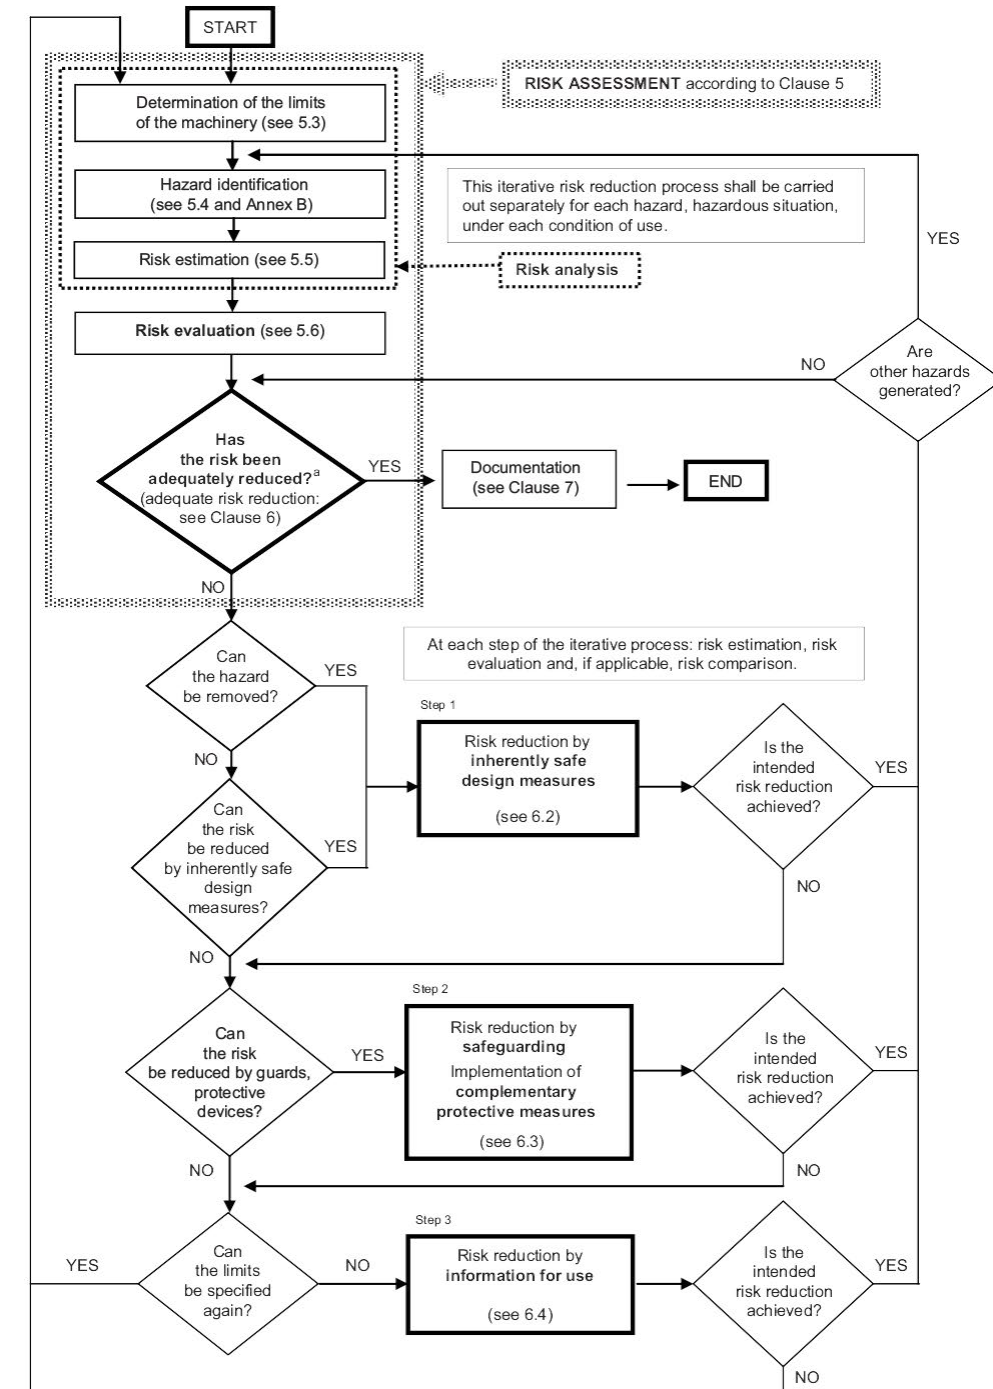 START
RISK ASSESSMENT according to Clause 5
Determination of the limits
of the machinery (see 5.3)
Hazard identification
(see 5.4 and Annex B)
This iterative risk reduction process shall be carried
out separately for each hazard, hazardous situation,
under each condition of use.
YES
Risk estimation (see 5.5)
Risk analysis
Risk evaluation (see 5.6)
Are
other hazards
generated?
NO
Has
the risk been
adequately reduced?ᵃ
(adequate risk reduction:
see Clause 6)
YES
Documentation
(see Clause 7)
END
NO
At each step of the iterative process: risk estimation, risk
evaluation and, if applicable, risk comparison.
Can
the hazard
be removed?
YES
NO
Step 1
Risk reduction by
inherently safe
design measures
(see 6.2)
Is the
intended
risk reduction
achieved?
YES
NO
Can
the risk
be reduced
by inherently safe
design
measures?
YES
NO
Step 2
Can
the risk
be reduced by guards,
protective
devices?
YES
Risk reduction by
safeguarding
Implementation of
complementary
protective measures
(see 6.3)
Is the
intended
risk reduction
achieved?
YES
NO
NO
Step 3
YES
Can
the limits
be specified
again?
NO
Risk reduction by
information for use
(see 6.4)
Is the
intended
risk reduction
achieved?
YES
NO